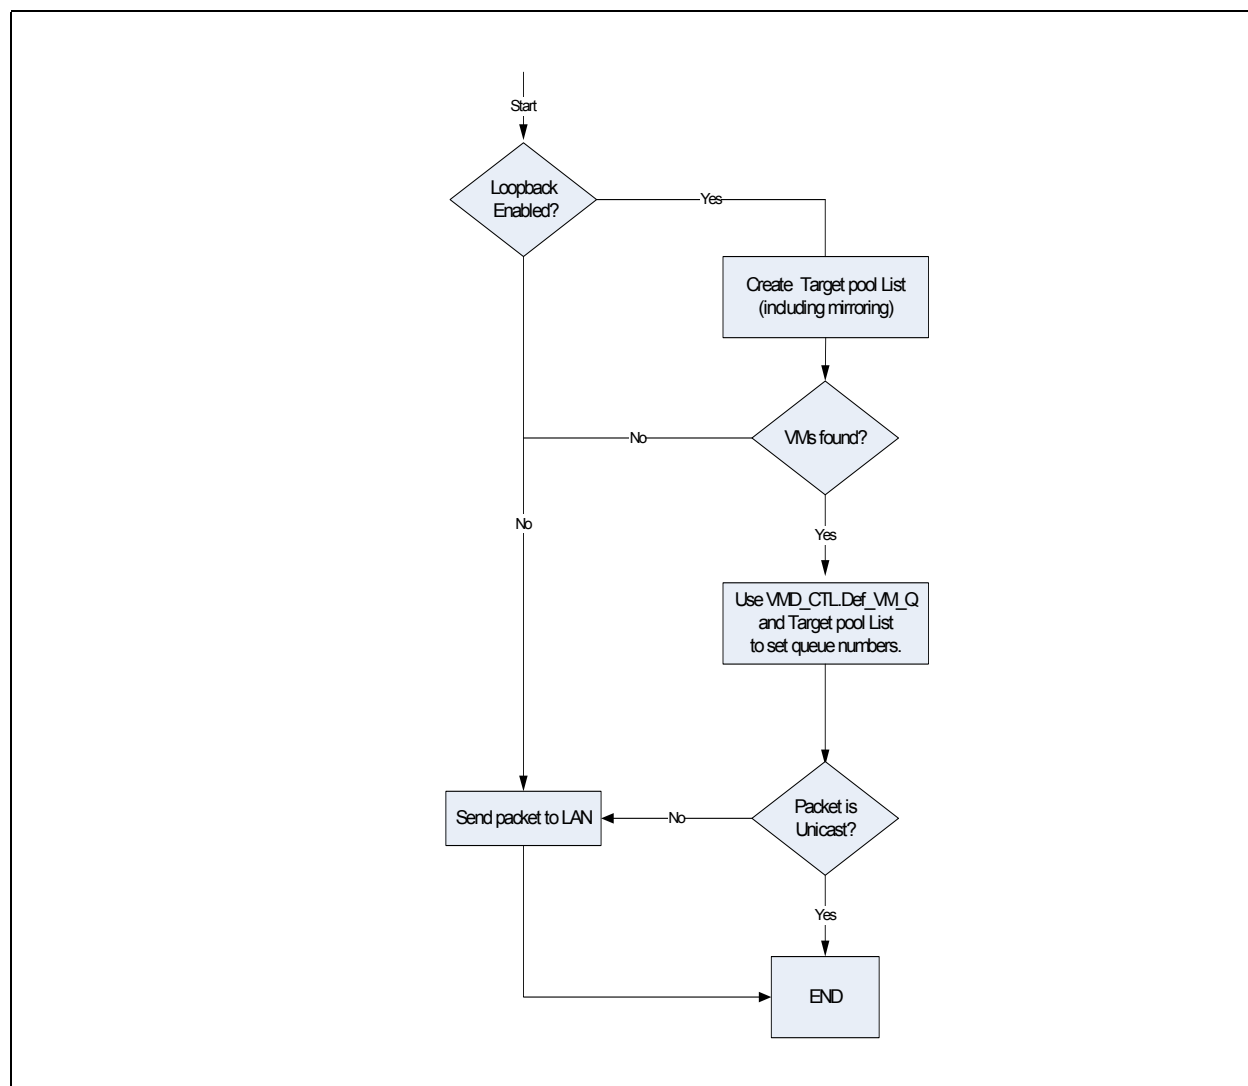 Start
Loopback
Enabled?
Yes
Create Target pool List
(including mirroring)
VMs found?
No
No
Yes
Use VMD_CTL.Def_VM_Q
and Target pool List
to set queue numbers.
Send packet to LAN
No
Packet is
Unicast?
Yes
END